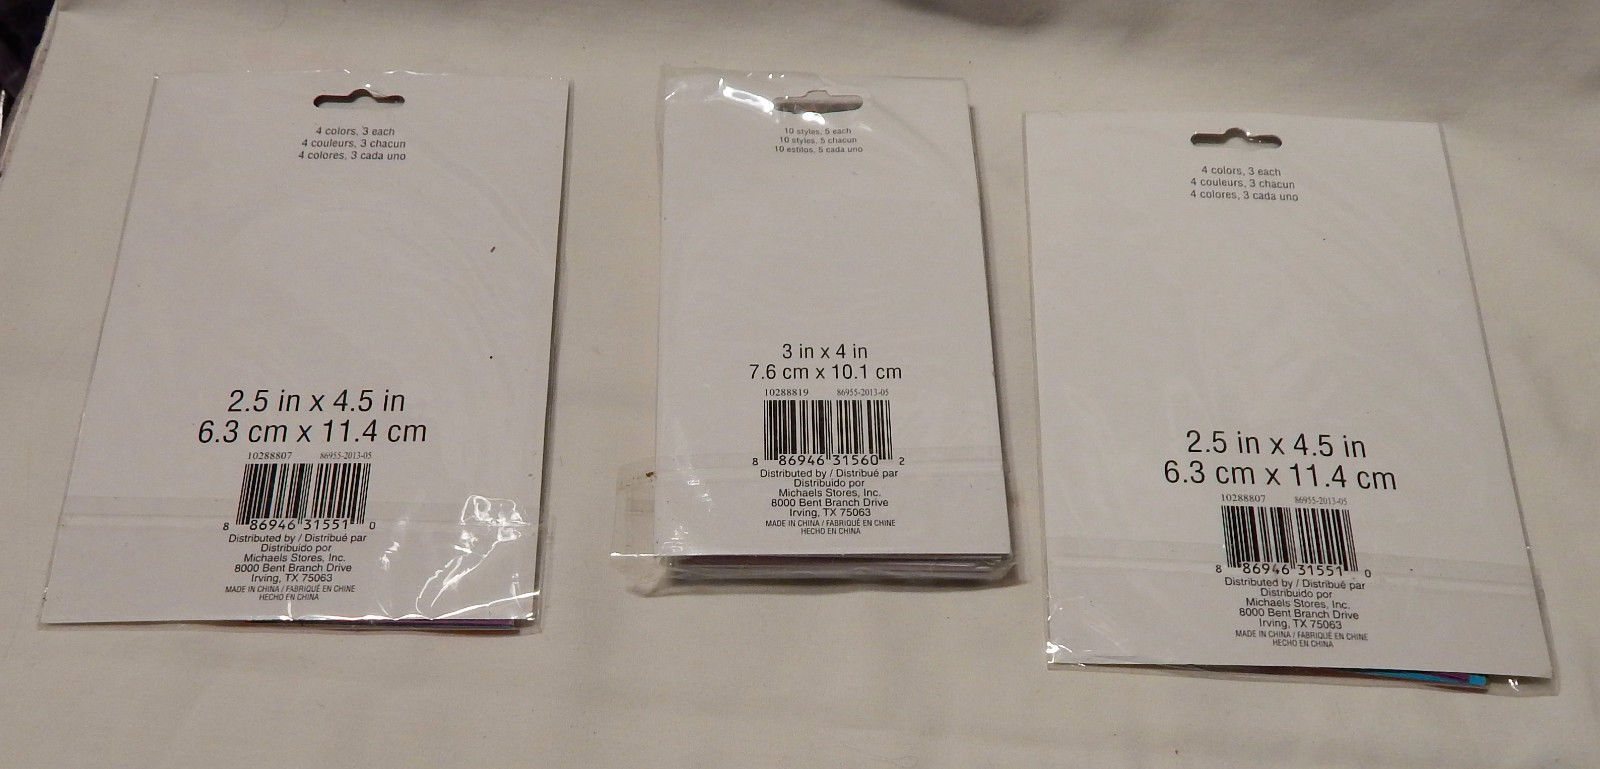 4 colors, 3 each
4 couleurs, 3 chacun
4 colores, 3 cada uno
2.5 in x 4.5 in
6.3 cm x 11.4 cm
10288807 86955-2013-05
8 86946 31551 0
Distributed by / Distribué par
Distribuido por
Michaels Stores, Inc.
8000 Bent Branch Drive
Irving, TX 75063
MADE IN CHINA / FABRIQUÉ EN CHINE
HECHO EN CHINA
10 styles, 5 each
10 styles, 5 chacun
10 estilos, 5 cada uno
3 in x 4 in
7.6 cm x 10.1 cm
10288819 86955-2013-05
8 86946 31560 2
Distributed by / Distribué par
Distribuido por
Michaels Stores, Inc.
8000 Bent Branch Drive
Irving, TX 75063
MADE IN CHINA / FABRIQUÉ EN CHINE
HECHO EN CHINA
4 colors, 3 each
4 couleurs, 3 chacun
4 colores, 3 cada uno
2.5 in x 4.5 in
6.3 cm x 11.4 cm
10288807 86955-2013-05
8 86946 31551 0
Distributed by / Distribué par
Distribuido por
Michaels Stores, Inc.
8000 Bent Branch Drive
Irving, TX 75063
MADE IN CHINA / FABRIQUÉ EN CHINE
HECHO EN CHINA